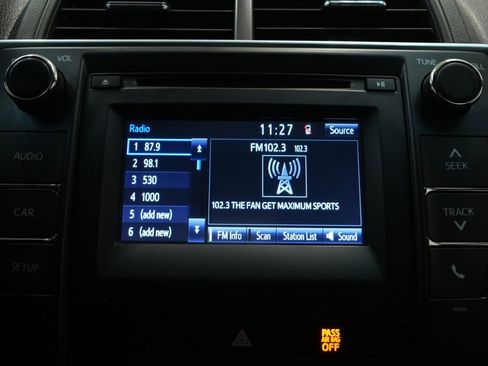 VOL
TUNE
Radio
11:27
Source
1 87.9
FM102.3 102.3
2 98.1
3 530
4 1000
102.3 THE FAN GET MAXIMUM SPORTS
5 (add new)
6 (add new)
FM Info
Scan
Station List
Sound
AUDIO
CAR
SETUP
SEEK
TRACK
PASS
AIR BAG
OFF